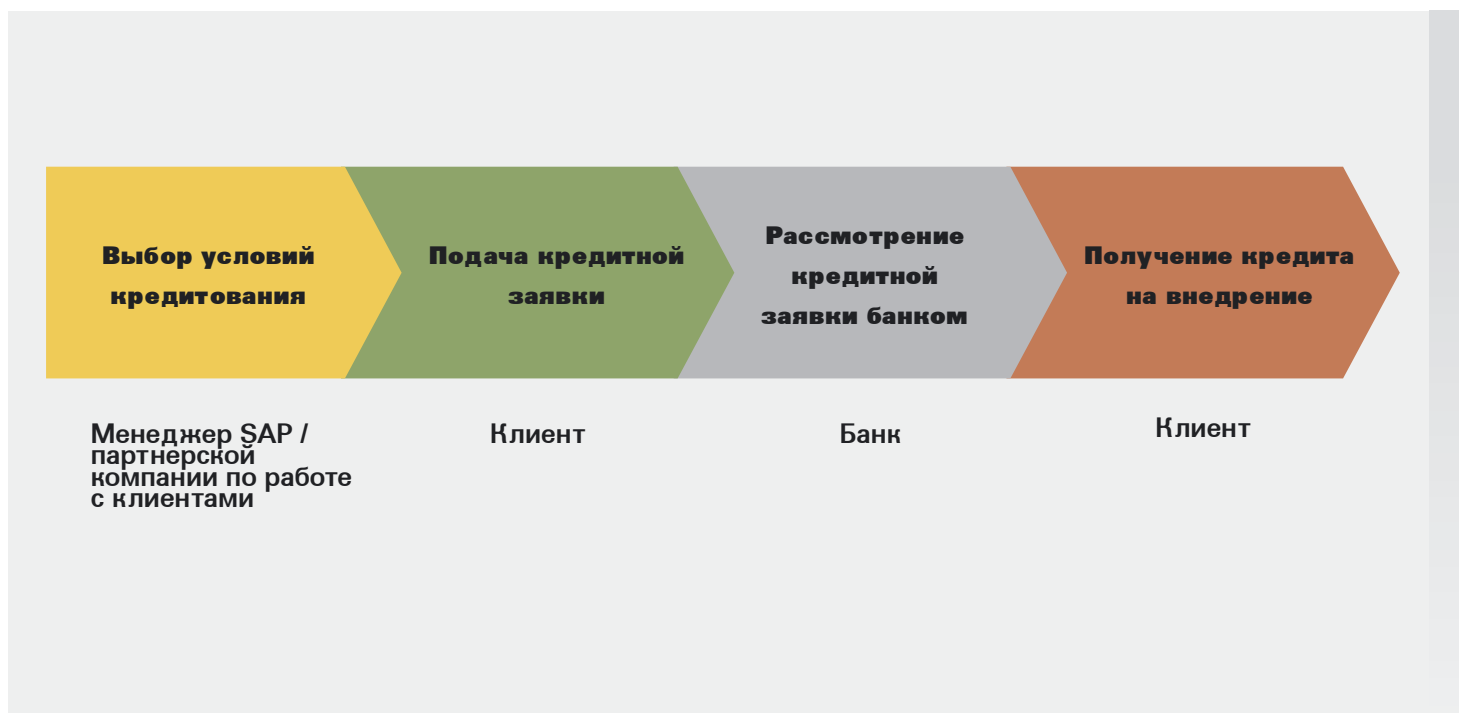 Выбор условий
кредитования
Подача кредитной
заявки
Рассмотрение
кредитной
заявки банком
Получение кредита
на внедрение
Менеджер SAP /
партнерской
компании по работе
с клиентами
Клиент
Банк
Клиент